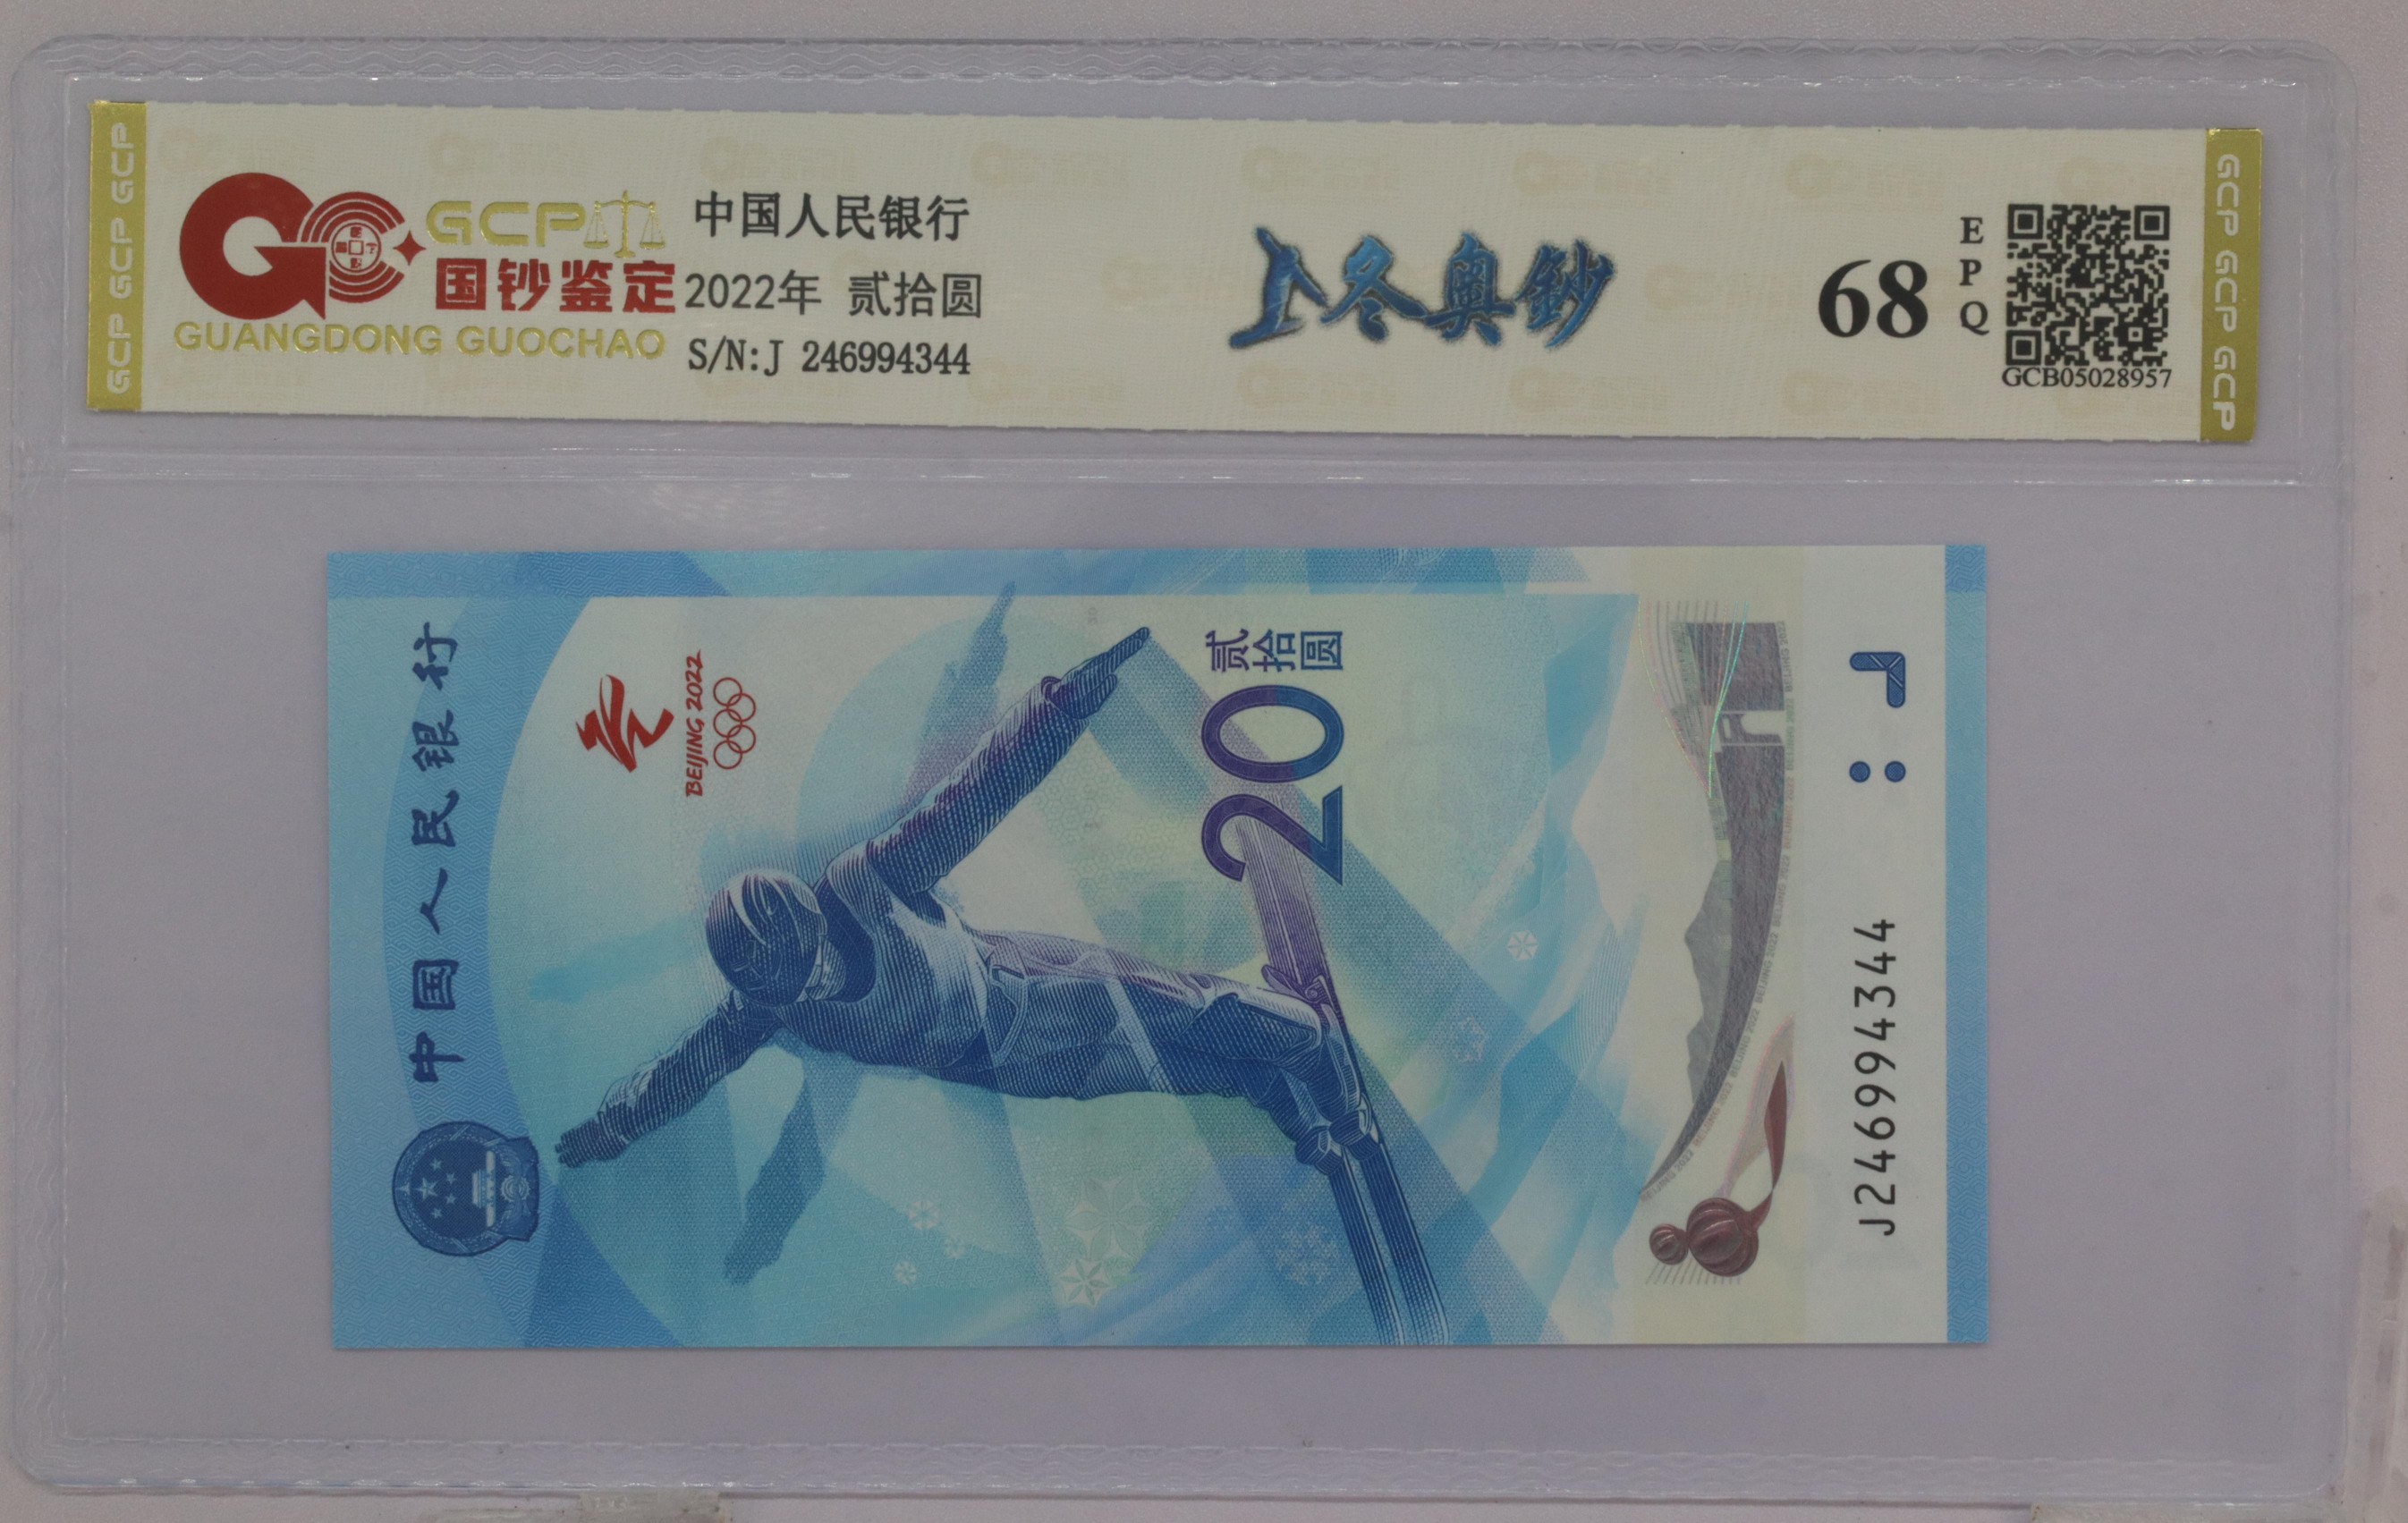 GCP GCP GCP
GCP
国钞鉴定
GUANGDONG GUOCHAO
中国人民银行
2022年 贰拾圆
S/N:J 246994344
冬奥鈔
68
EPQ
GCB05028957
GCP GCP GCP
中国人民银行
BEIJING 2022
贰拾圆
20
J246994344